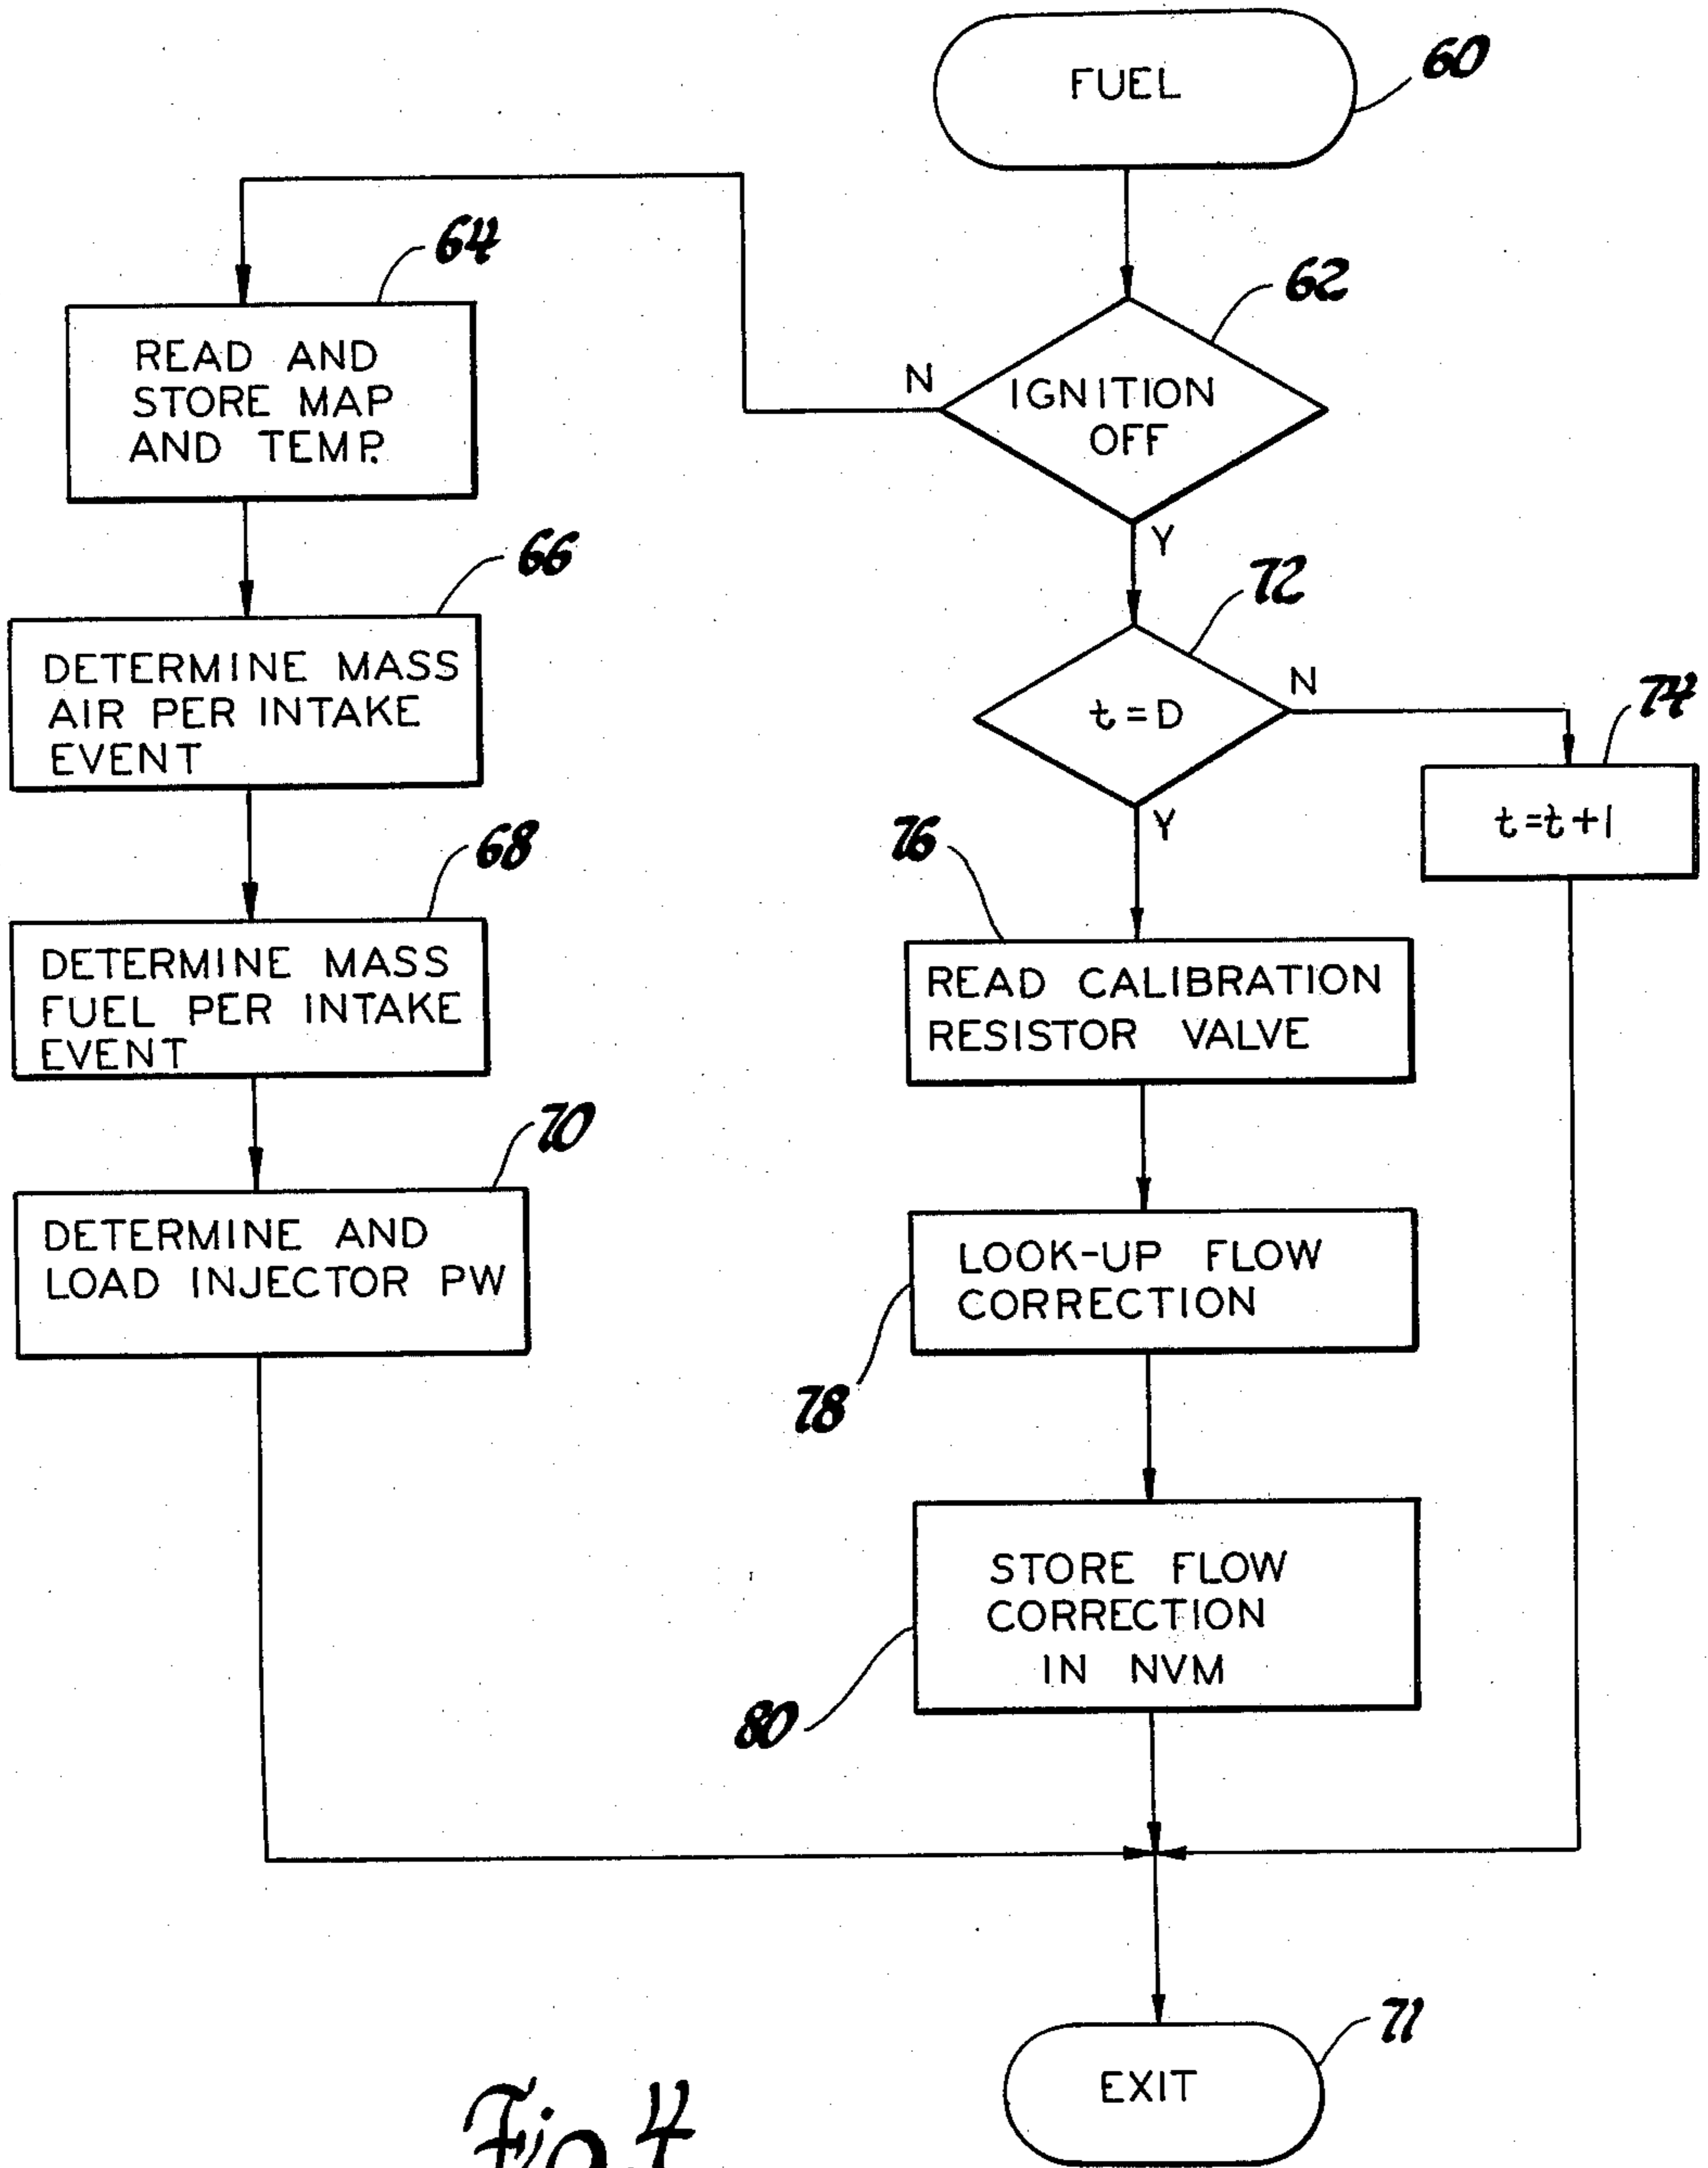 FUEL
60
62
IGNITION
OFF
N
Y
64
READ AND
STORE MAP
AND TEMP.
66
DETERMINE MASS
AIR PER INTAKE
EVENT
68
DETERMINE MASS
FUEL PER INTAKE
EVENT
70
DETERMINE AND
LOAD INJECTOR PW
72
t=D
N
Y
74
t=t+1
76
READ CALIBRATION
RESISTOR VALVE
78
LOOK-UP FLOW
CORRECTION
80
STORE FLOW
CORRECTION
IN NVM
71
EXIT
Fig. 4